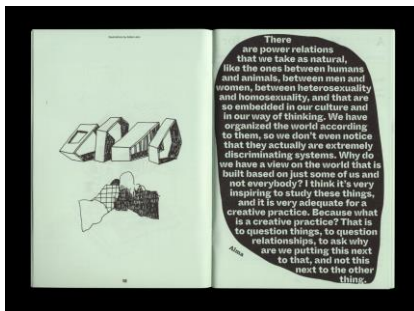 There
are power relations
that we take as natural,
like the ones between humans
and animals, between men and
women, between heterosexuality
and homosexuality, and that are
so embedded in our culture and
in our way of thinking. We have
organized the world according
to them, so we don't even notice
that they actually are extremely
discriminating systems. Why do
we have a view on the world that is
built based on just some of us and
not everybody? I think it's very
inspiring to study these things,
and it is very adequate for a
creative practice. Because what
is a creative practice? That is
to question things, to question
relationships, to ask why
are we putting this next
to that, and not this
next to the other
thing.
Alma